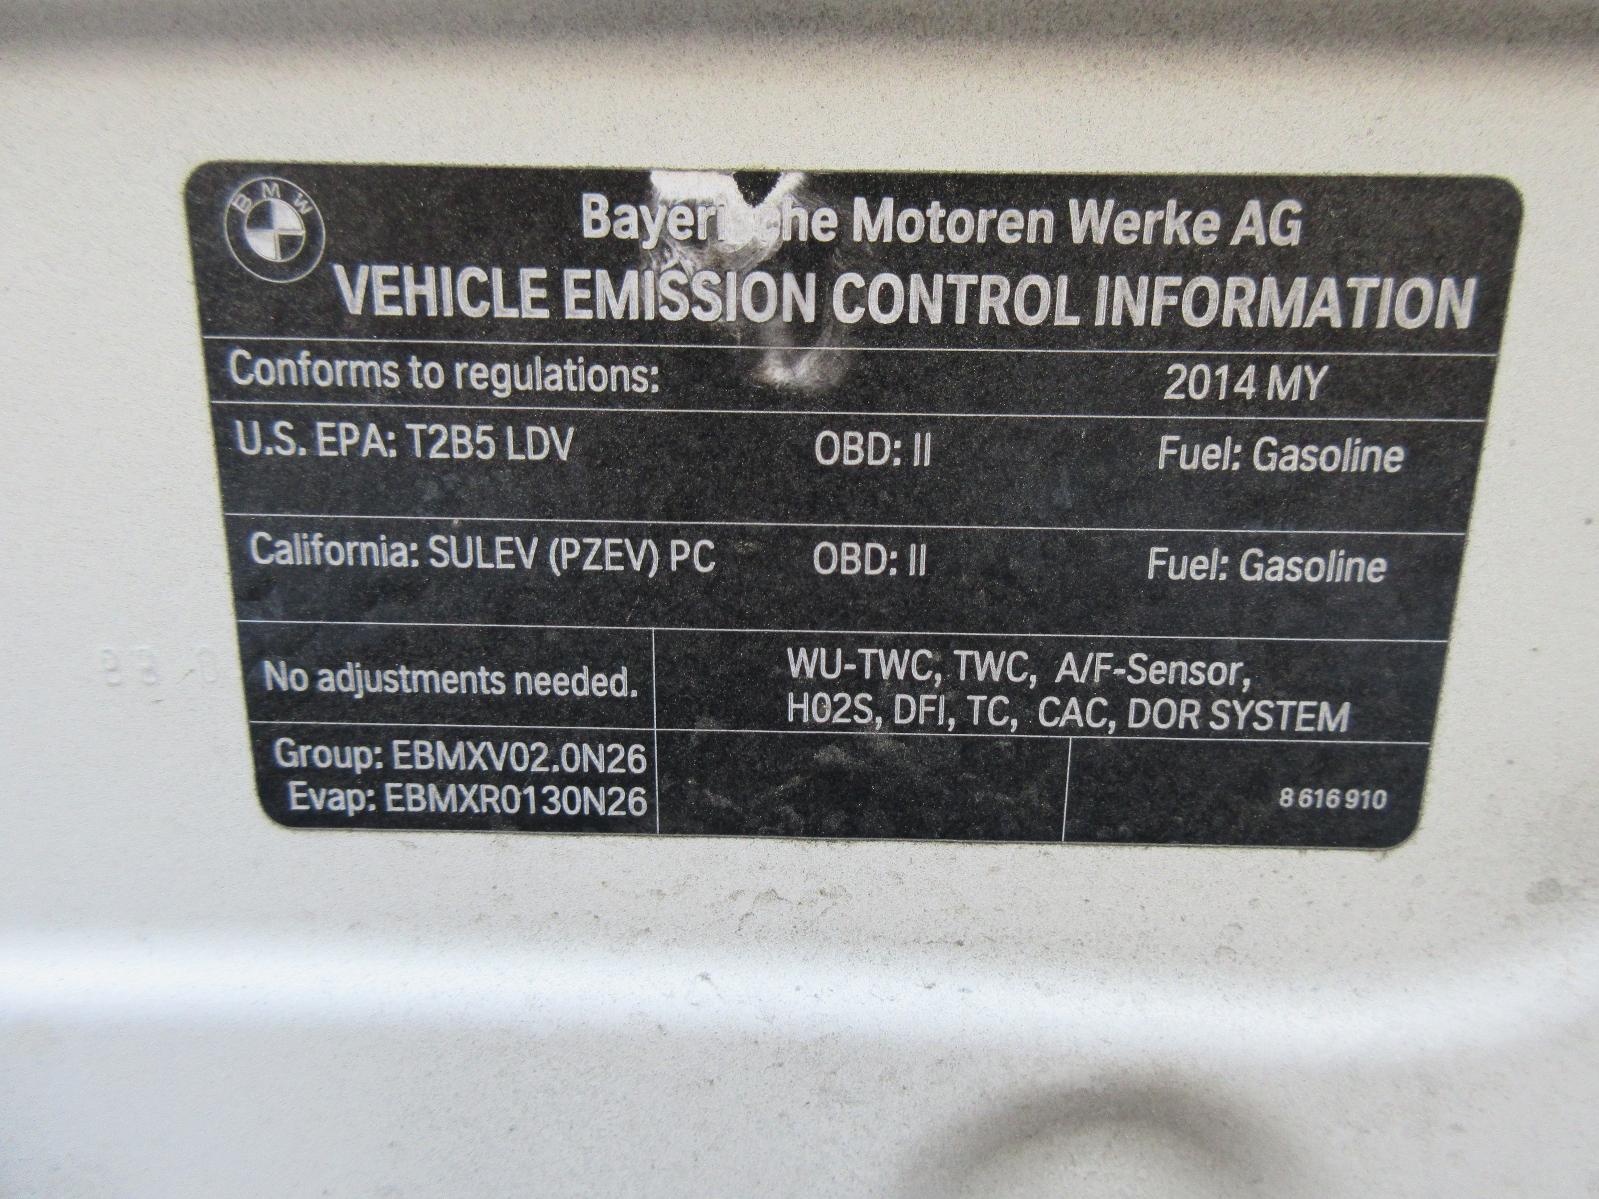 BMW
Bayerische Motoren Werke AG
VEHICLE EMISSION CONTROL INFORMATION
Conforms to regulations: 2014 MY
U.S. EPA: T2B5 LDV OBD: II Fuel: Gasoline
California: SULEV (PZEV) PC OBD: II Fuel: Gasoline
No adjustments needed.
WU-TWC, TWC, A/F-Sensor,
H02S, DFI, TC, CAC, DOR SYSTEM
Group: EBMXV02.0N26
Evap: EBMXR0130N26
8 616 910